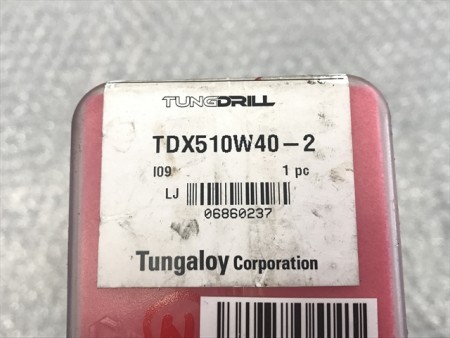 TUNGDRILL
TDX510W40-2
I09 1 pc
LJ
06860237
Tungaloy Corporation